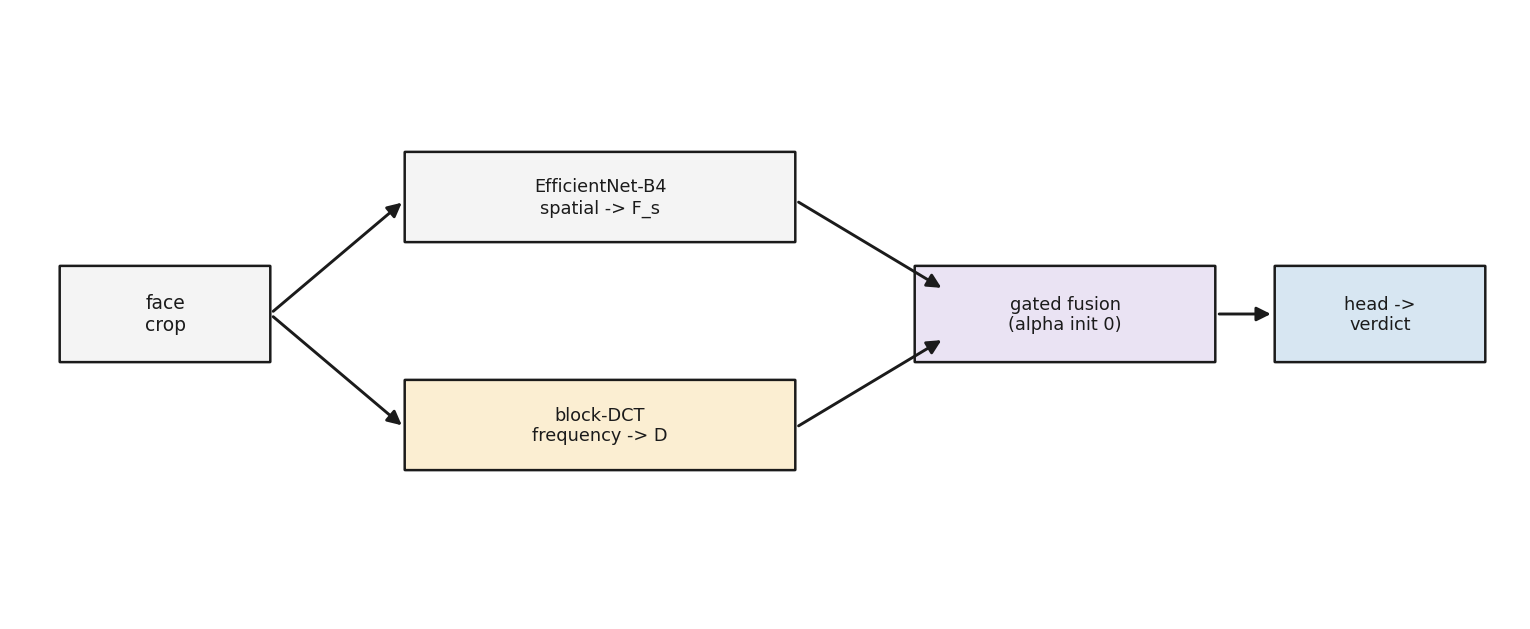 face
crop
EfficientNet-B4
spatial -> F_s
block-DCT
frequency -> D
gated fusion
(alpha init 0)
head ->
verdict